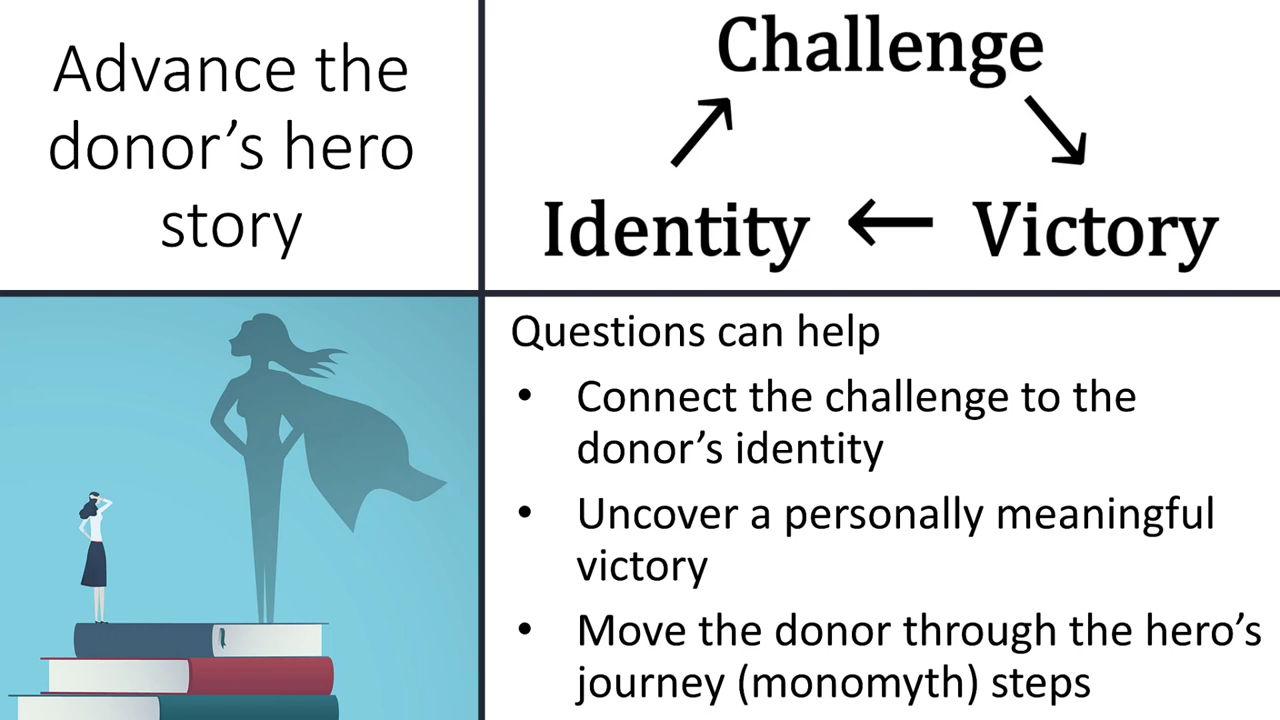 Advance the
donor’s hero
story
Challenge
Identity ← Victory
Questions can help
• Connect the challenge to the
donor’s identity
• Uncover a personally meaningful
victory
• Move the donor through the hero’s
journey (monomyth) steps